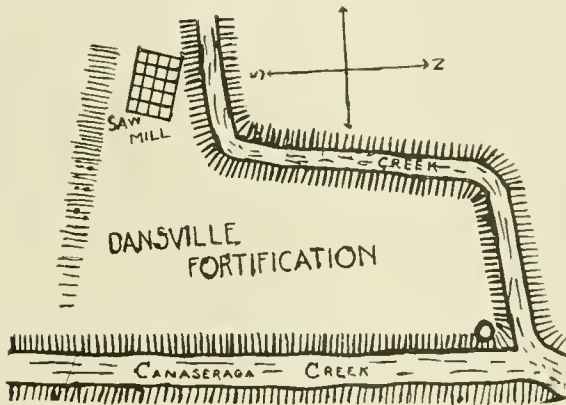 S
N
SAW
MILL
CREEK
DANSVILLE
FORTIFICATION
CANASERAGA CREEK